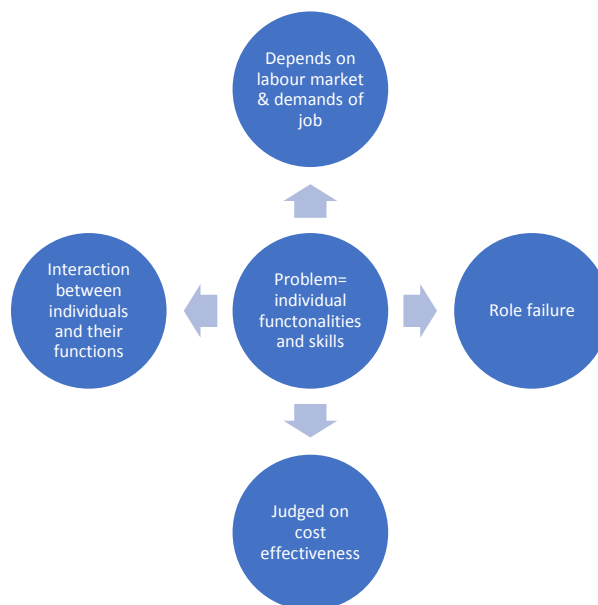 Depends on
labour market
& demands of
job
Interaction
between
individuals
and their
functions
Problem=
individual
functonalities
and skills
Role failure
Judged on
cost
effectiveness